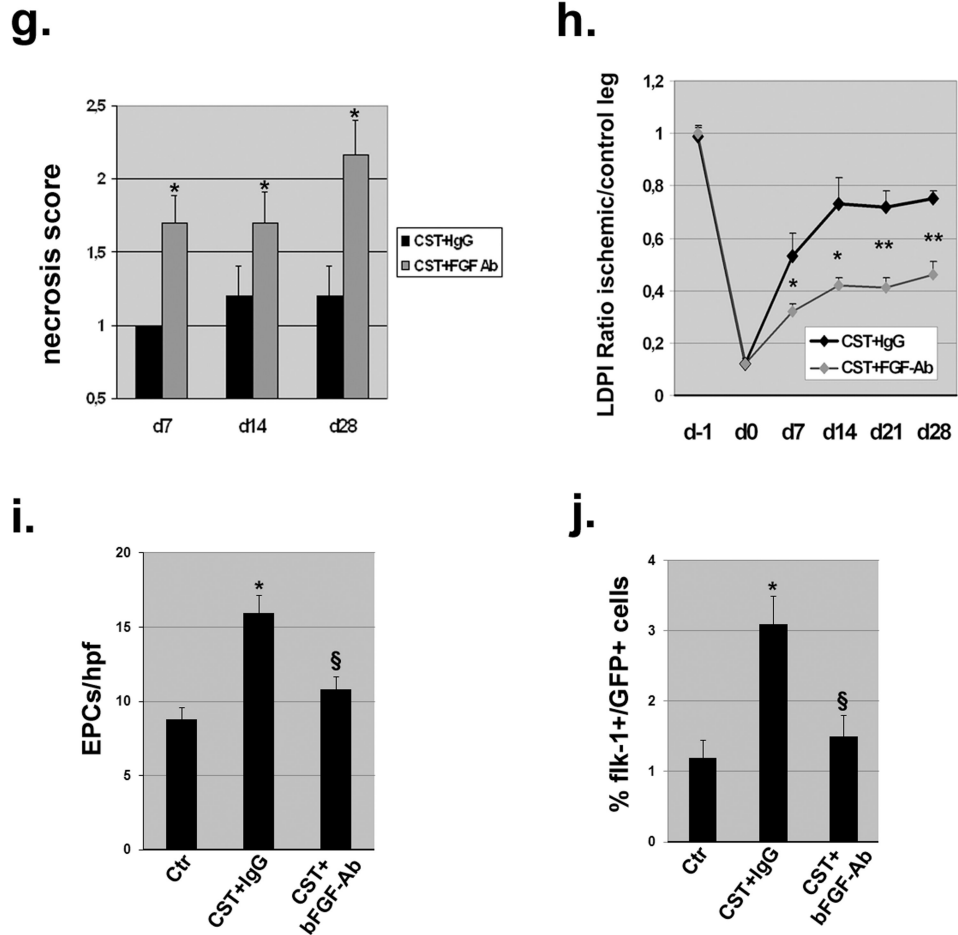 g.
necrosis score
2,5
2
1,5
1
0,5
*
*
*
d7 d14 d28
CST+IgG
CST+FGF Ab
h.
LDPI Ratio ischemic/control leg
1,2
1
0,8
0,6
0,4
0,2
0
*
*
**
**
CST+IgG
CST+FGF-Ab
d-1 d0 d7 d14 d21 d28
i.
EPCs/hpf
20
15
10
5
0
*
§
Ctr
CST+IgG
CST+
bFGF-Ab
j.
% flk-1+/GFP+ cells
4
3
2
1
0
*
§
Ctr
CST+IgG
CST+
bFGF-Ab